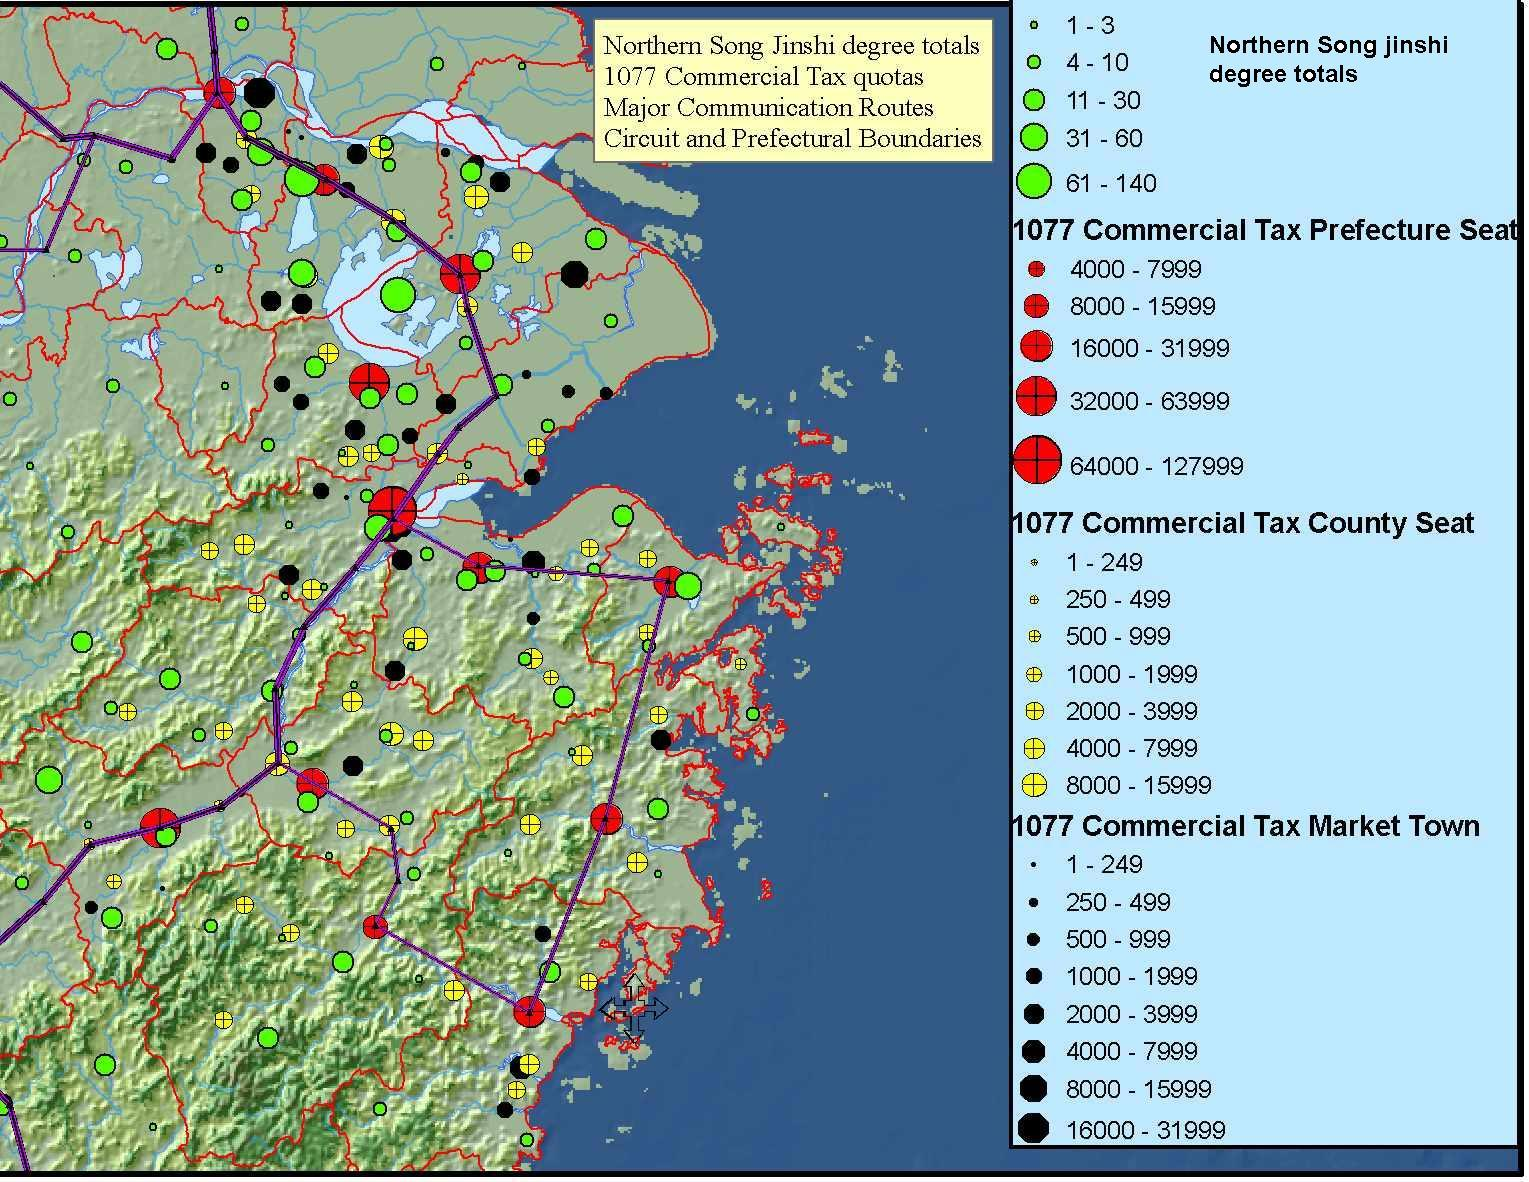 Northern Song Jinshi degree totals
1077 Commercial Tax quotas
Major Communication Routes
Circuit and Prefectural Boundaries
1 - 3
4 - 10
11 - 30
31 - 60
61 - 140
Northern Song jinshi
degree totals
1077 Commercial Tax Prefecture Seat
4000 - 7999
8000 - 15999
16000 - 31999
32000 - 63999
64000 - 127999
1077 Commercial Tax County Seat
1 - 249
250 - 499
500 - 999
1000 - 1999
2000 - 3999
4000 - 7999
8000 - 15999
1077 Commercial Tax Market Town
1 - 249
250 - 499
500 - 999
1000 - 1999
2000 - 3999
4000 - 7999
8000 - 15999
16000 - 31999